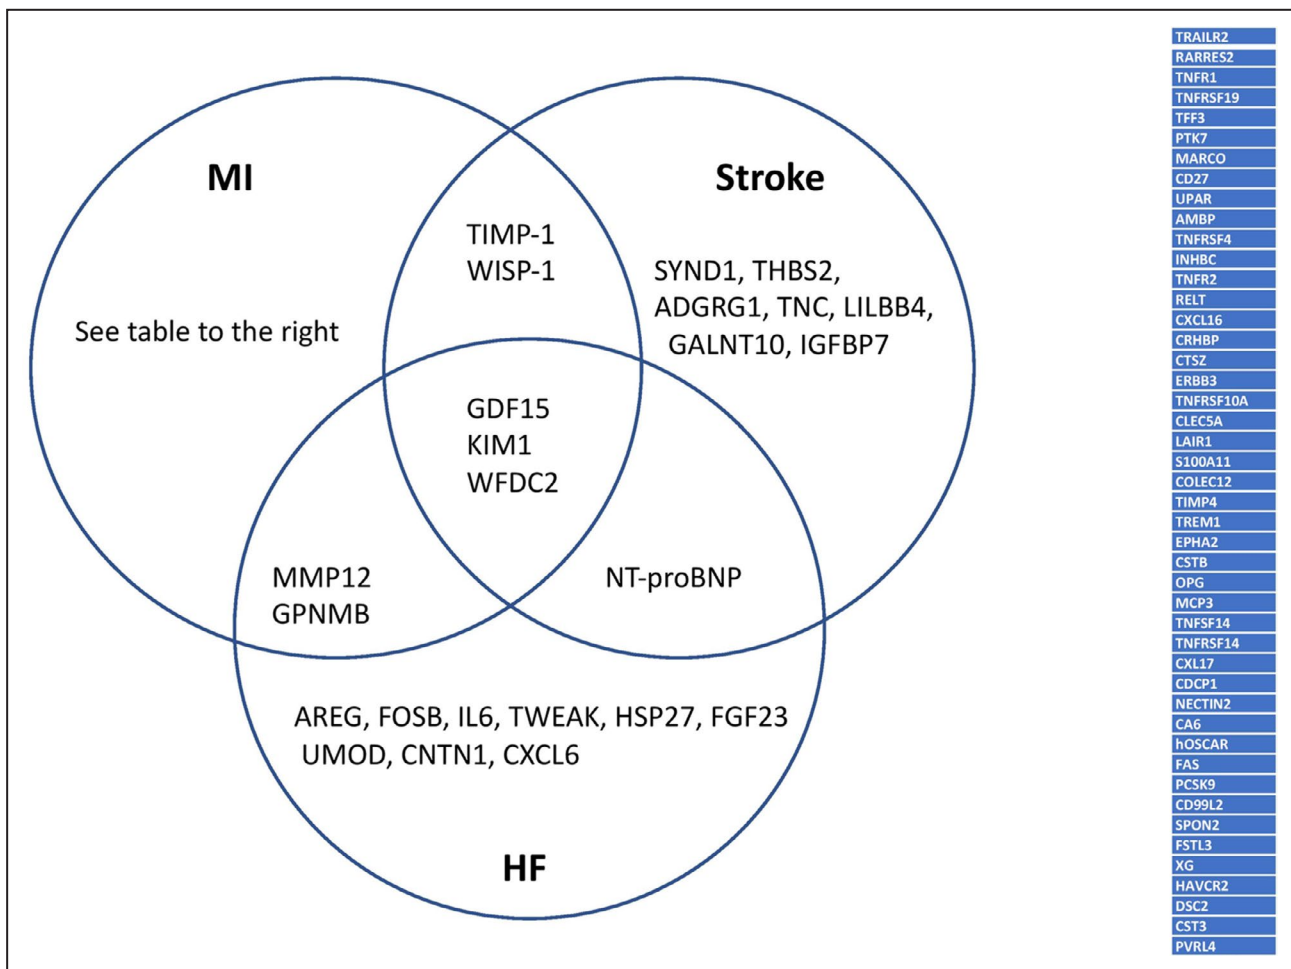 MI
Stroke
TIMP-1
WISP-1
SYND1, THBS2,
ADGRG1, TNC, LILBB4,
GALNT10, IGFBP7
See table to the right
GDF15
KIM1
WFDC2
MMP12
GPNMB
NT-proBNP
AREG, FOSB, IL6, TWEAK, HSP27, FGF23
UMOD, CNTN1, CXCL6
HF
TRAILR2
RARRES2
TNFR1
TNFRSF19
TFF3
PTK7
MARCO
CD27
UPAR
AMBP
TNFRSF4
INHBC
TNFR2
RELT
CXCL16
CRHBP
CTSZ
ERBB3
TNFRSF10A
CLEC5A
LAIR1
S100A11
COLEC12
TIMP4
TREM1
EPHA2
CSTB
OPG
MCP3
TNFSF14
TNFRSF14
CXL17
CDCP1
NECTIN2
CA6
hOSCAR
FAS
PCSK9
CD99L2
SPON2
FSTL3
XG
HAVCR2
DSC2
CST3
PVRL4